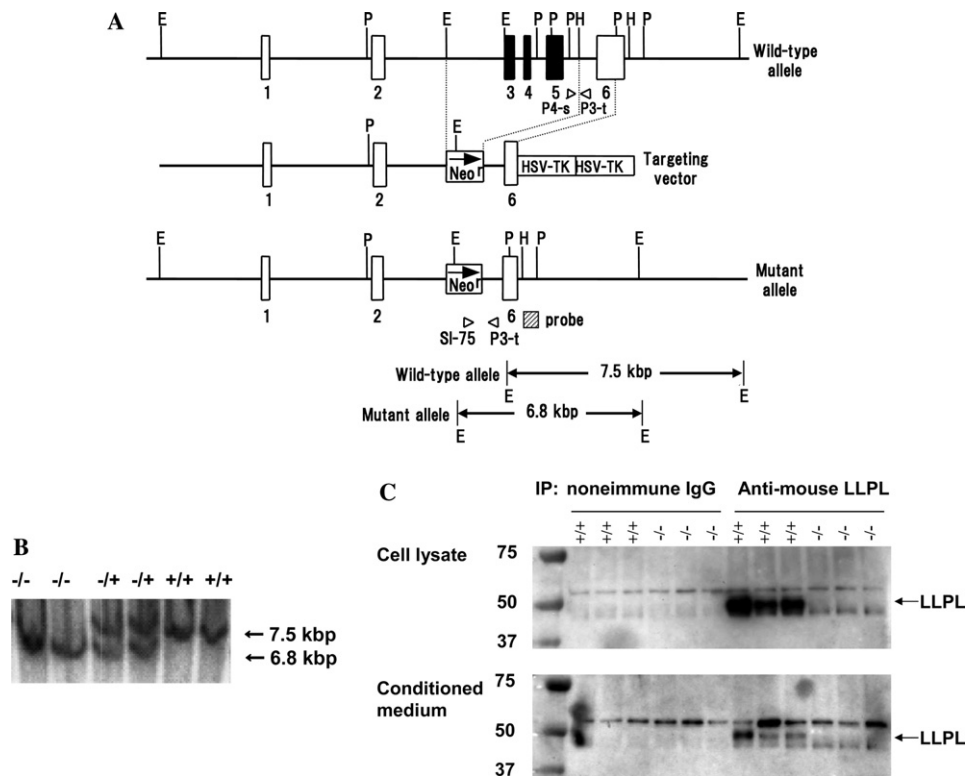 A
E P E E P P P H P H P E
Wild-type allele
1 2 3 4 5 6
P4-s P3-t
P E
Neo r HSV-TK HSV-TK
Targeting vector
1 2 6
E P E P H P E
Neo r
Mutant allele
1 2 6
probe
SI-75 P3-t
Wild-type allele 7.5 kbp
E E
Mutant allele 6.8 kbp
E E
B
-/- -/- -/+ -/+ +/+ +/+
← 7.5 kbp
← 6.8 kbp
C
IP: noneimmune IgG Anti-mouse LLPL
+/+ +/+ +/+ -/- -/- -/- +/+ +/+ +/+ -/- -/- -/-
Cell lysate
75
50
37
←LLPL
Conditioned medium
75
50
37
←LLPL